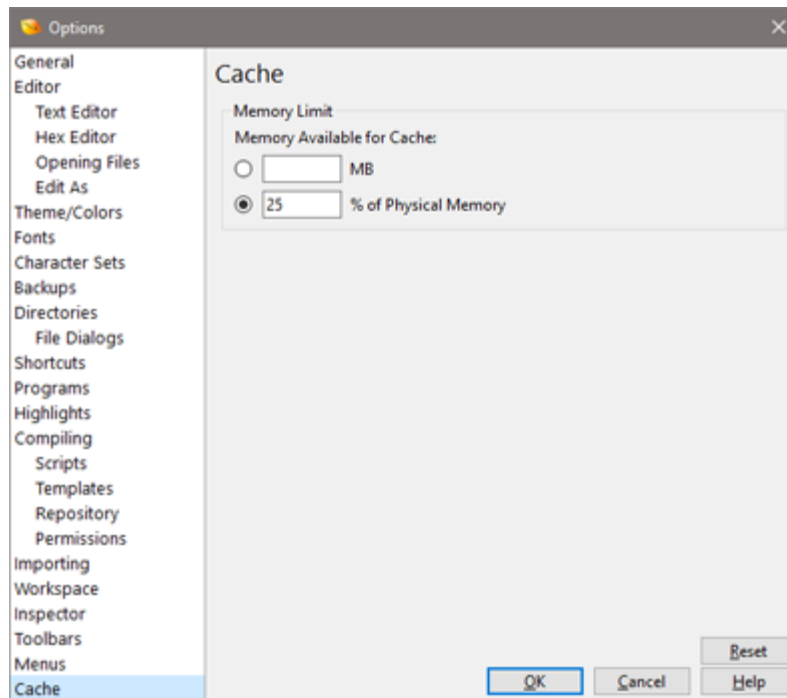 Options
General
Editor
Text Editor
Hex Editor
Opening Files
Edit As
Theme/Colors
Fonts
Character Sets
Backups
Directories
File Dialogs
Shortcuts
Programs
Highlights
Compiling
Scripts
Templates
Repository
Permissions
Importing
Workspace
Inspector
Toolbars
Menus
Cache
Cache
Memory Limit
Memory Available for Cache:
MB
25 % of Physical Memory
Reset
OK Cancel Help